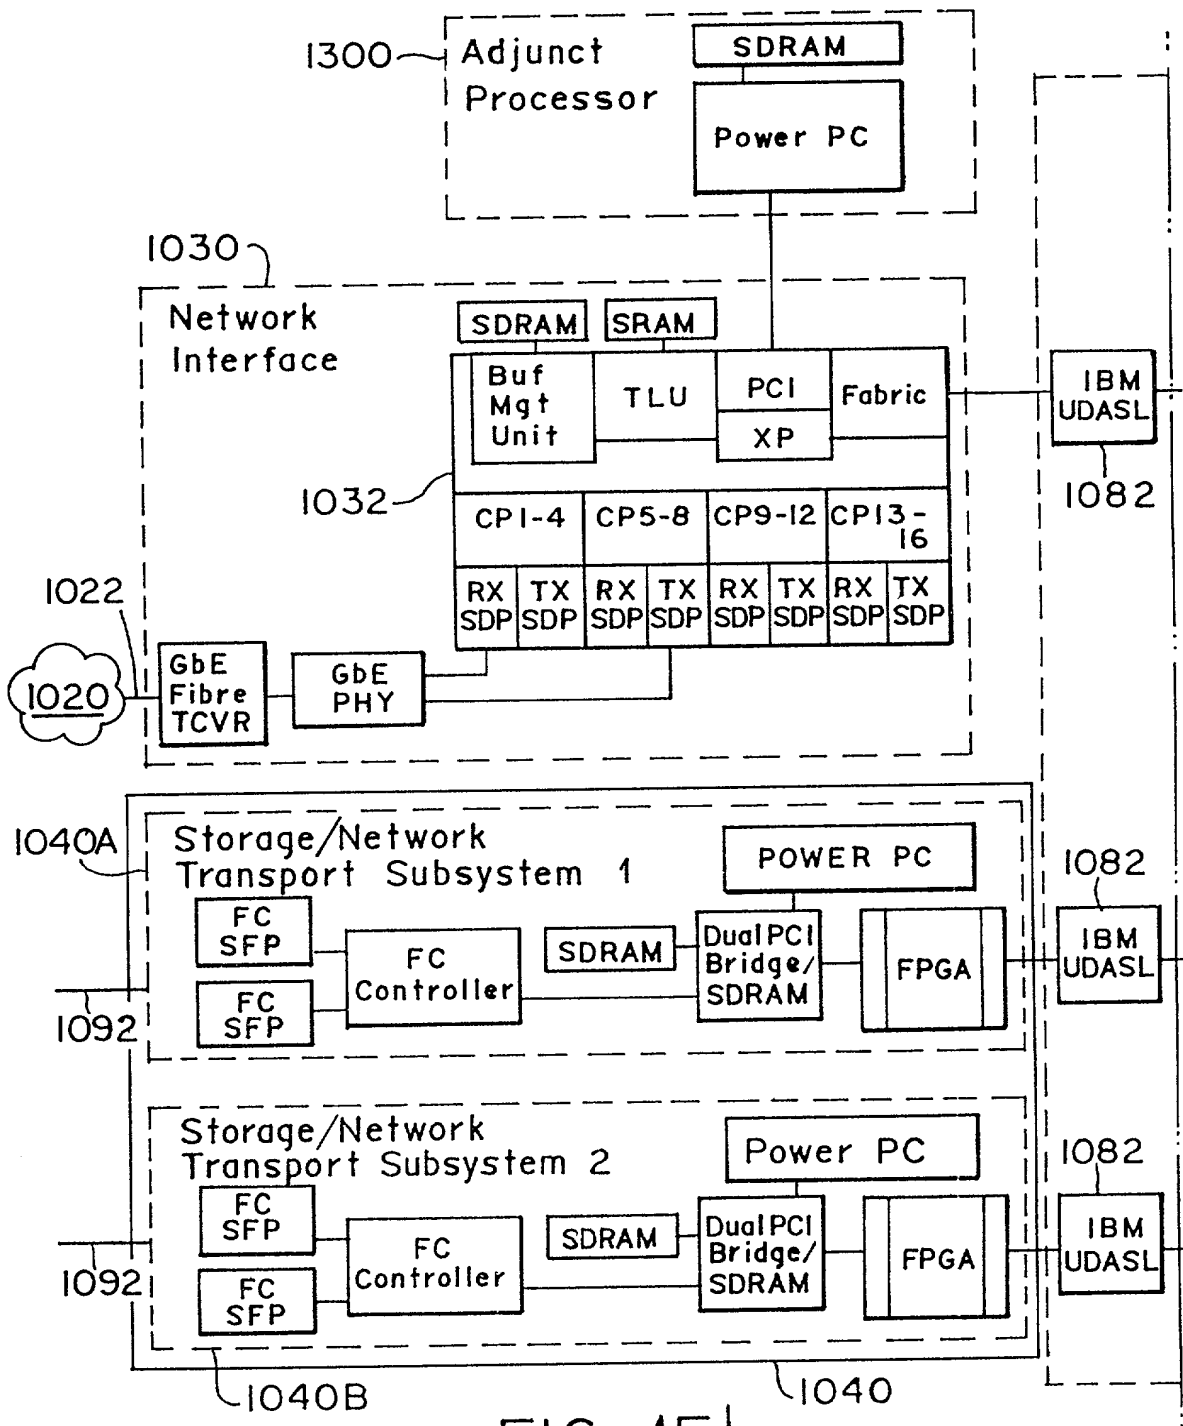 1300
Adjunct
Processor
SDRAM
Power PC
1030
Network
Interface
SDRAM
SRAM
Buf
Mgt
Unit
TLU
PCI
XP
Fabric
IBM
UDASL
1082
1032
CP1-4
CP5-8
CP9-12
CP13-
16
RX
SDP
TX
SDP
RX
SDP
TX
SDP
RX
SDP
TX
SDP
RX
SDP
TX
SDP
1022
1020
GbE
Fibre
TCVR
GbE
PHY
1040A
Storage/Network
Transport Subsystem 1
POWER PC
1082
FC
SFP
FC
SFP
FC
Controller
SDRAM
Dual PCI
Bridge/
SDRAM
FPGA
IBM
UDASL
1092
Storage/Network
Transport Subsystem 2
Power PC
1082
FC
SFP
FC
SFP
FC
Controller
SDRAM
Dual PCI
Bridge/
SDRAM
FPGA
IBM
UDASL
1092
1040B
1040